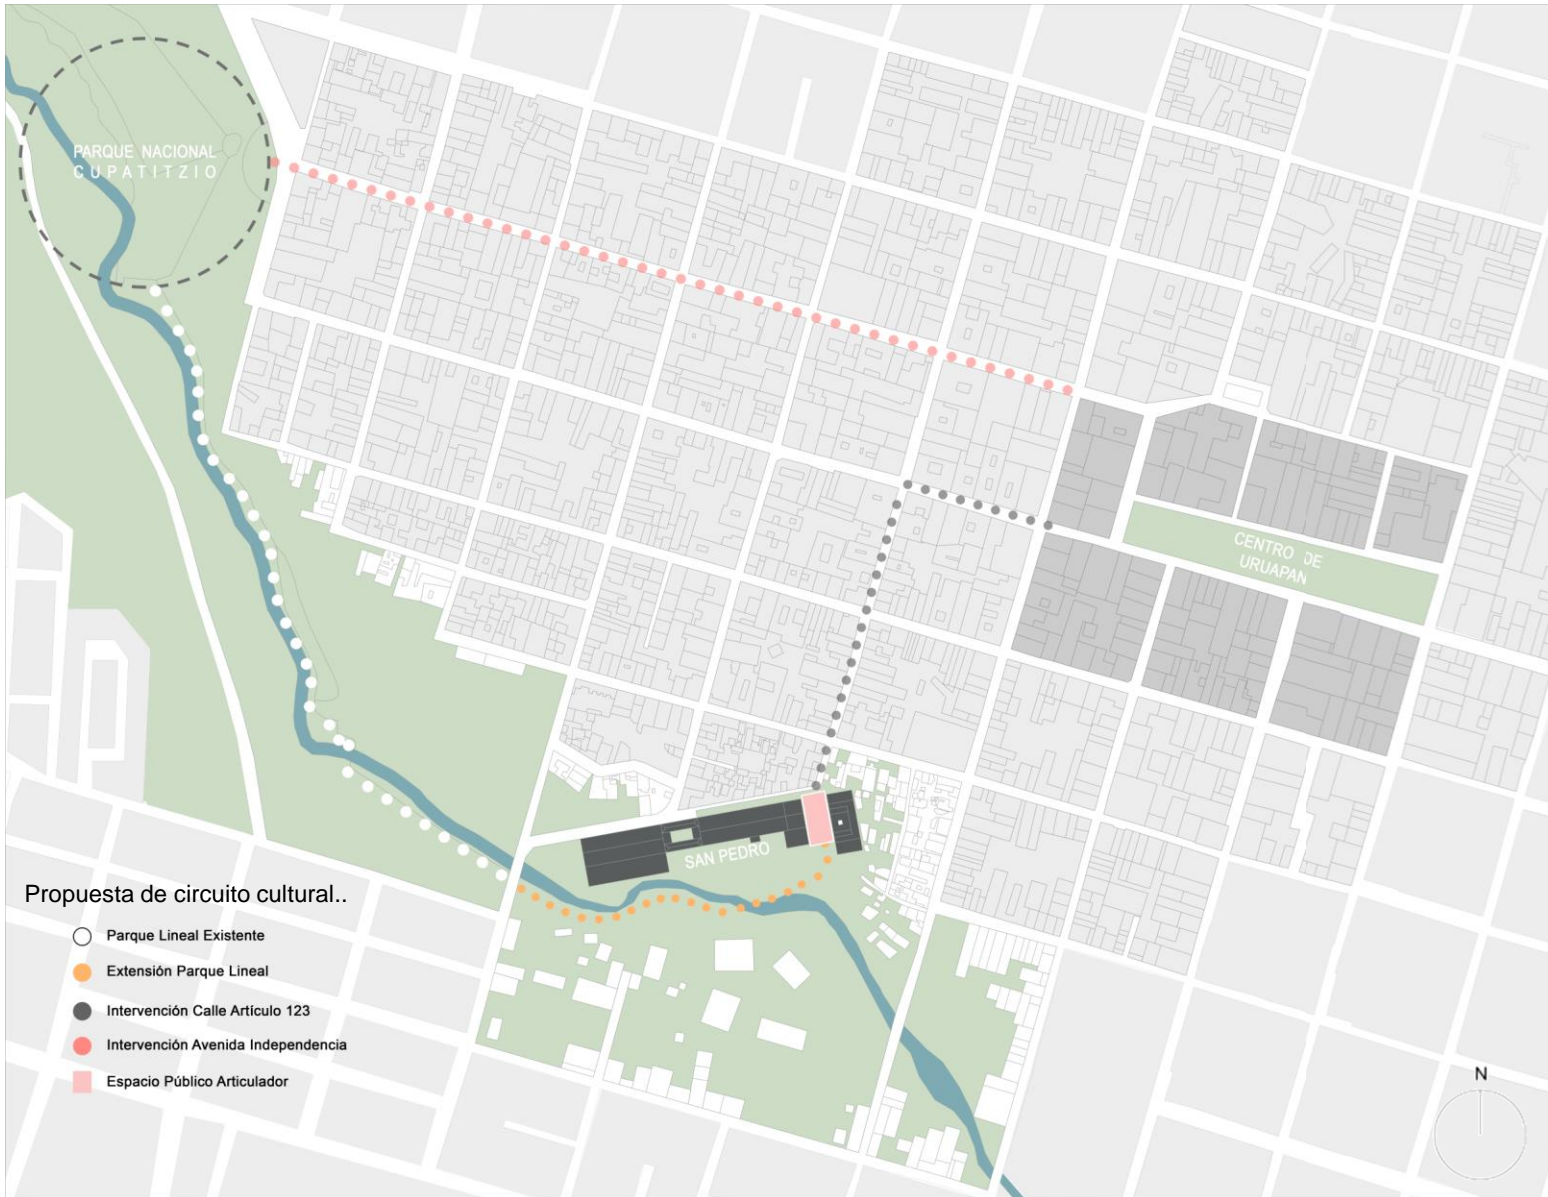 PARQUE NACIONAL
CUPATITZIO
CENTRO DE
URUAPAN
SAN PEDRO
Propuesta de circuito cultural..
Parque Lineal Existente
Extensión Parque Lineal
Intervención Calle Artículo 123
Intervención Avenida Independencia
Espacio Público Articulador
N